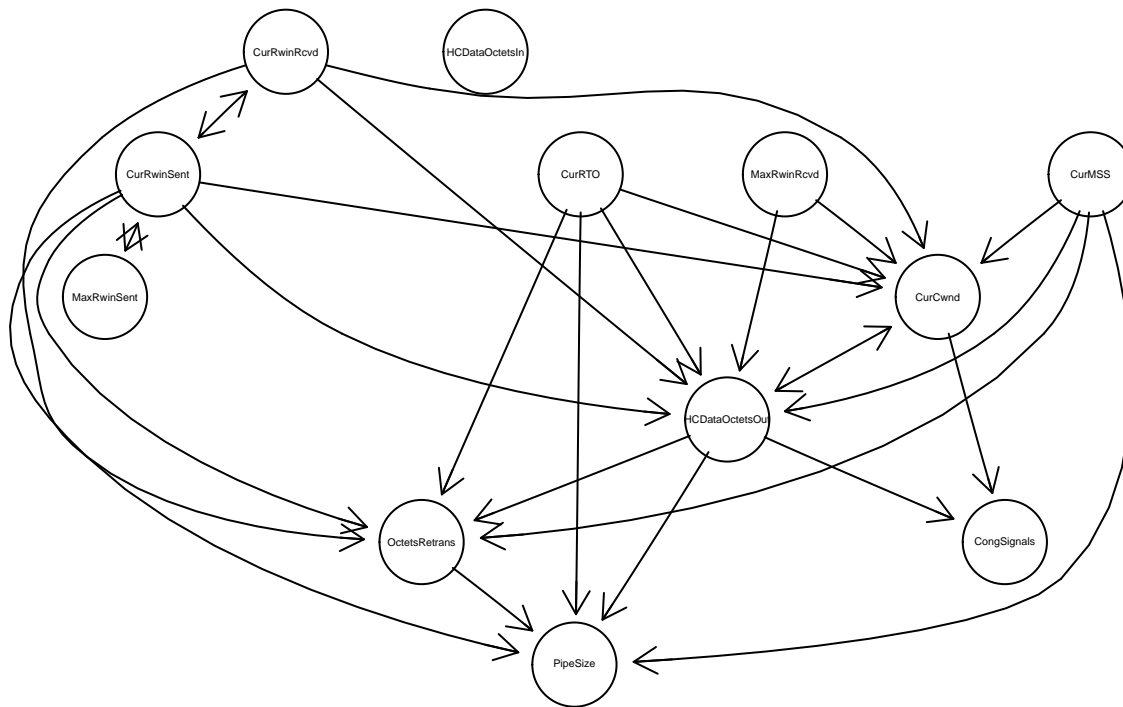 CurRwinRcvd
HCDataOctetsIn
CurRwinSent
CurRTO
MaxRwinRcvd
CurMSS
MaxRwinSent
CurCwnd
HCDataOctetsOut
OctetsRetrans
CongSignals
PipeSize